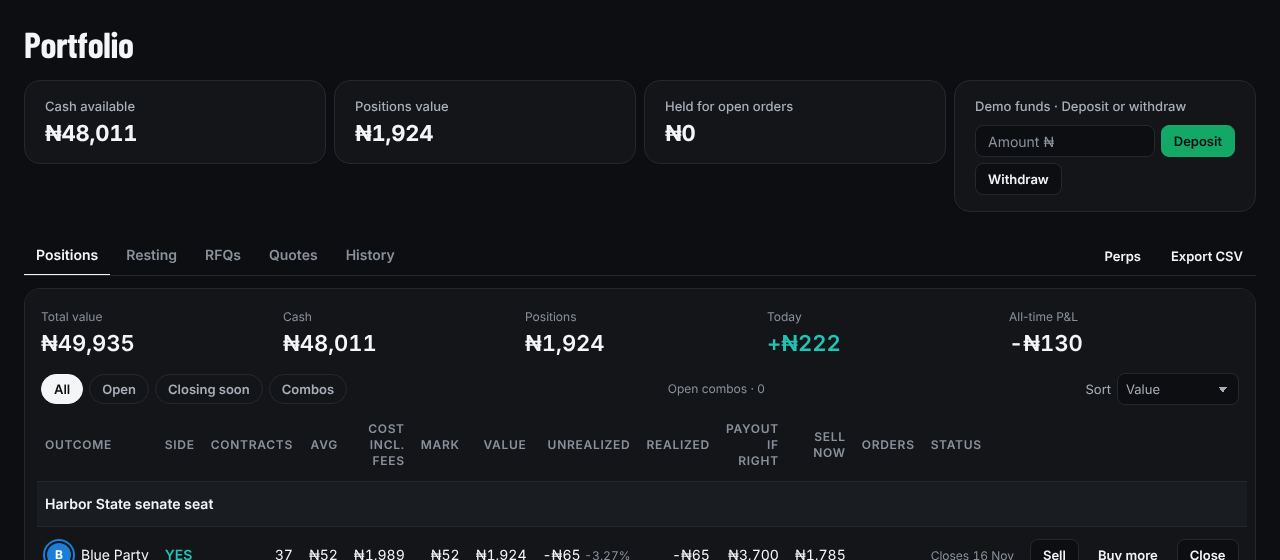 Portfolio
Cash available
₦48,011
Positions value
₦1,924
Held for open orders
₦0
Demo funds · Deposit or withdraw
Amount ₦
Deposit
Withdraw
Positions Resting RFQs Quotes History Perps Export CSV
Total value Cash Positions Today All-time P&L
₦49,935 ₦48,011 ₦1,924 +₦222 -₦130
All Open Closing soon Combos Open combos · 0 Sort Value
OUTCOME SIDE CONTRACTS AVG COST INCL. FEES MARK VALUE UNREALIZED REALIZED PAYOUT IF RIGHT SELL NOW ORDERS STATUS
Harbor State senate seat
B Blue Party YES 37 ₦52 ₦1,989 ₦52 ₦1,924 -₦65 -3.27% -₦65 ₦3,700 ₦1,785 Closes 16 Nov Sell Buy more Close